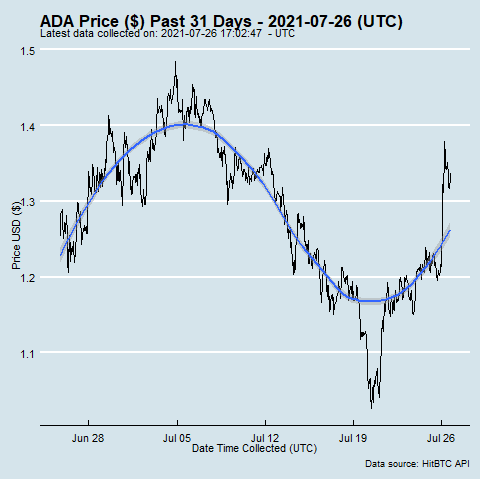 ADA Price ($) Past 31 Days - 2021-07-26 (UTC)
Latest data collected on: 2021-07-26 17:02:47 - UTC
1.5
1.4
1.3
1.2
1.1
Price USD ($)
Jun 28 Jul 05 Jul 12 Jul 19 Jul 26
Date Time Collected (UTC)
Data source: HitBTC API